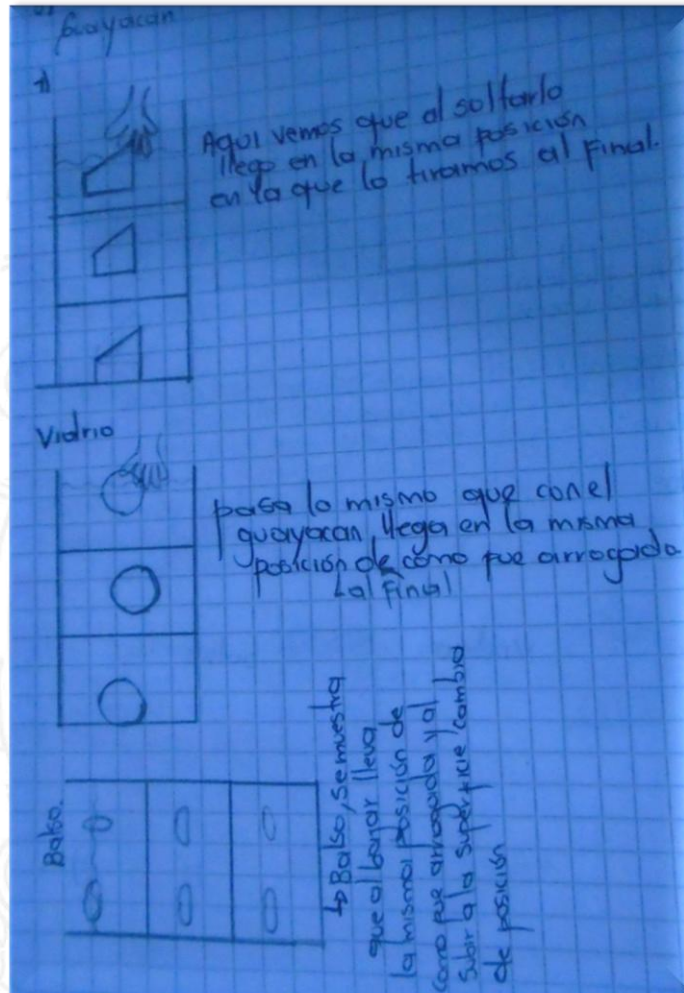 Guayacan
1)
Aqui vemos que al soltarlo
llego en la misma posición
en la que lo tiramos al Final.
Vidrio
pasa lo mismo que con el
guayacan, llega en la misma
posición de como fue arrogado
al Final
Balso.
↳ Balso, se muestra
que al bajar lleva
la misma posición de
como fue arroguida y al
subir a la superficie cambia
de posición